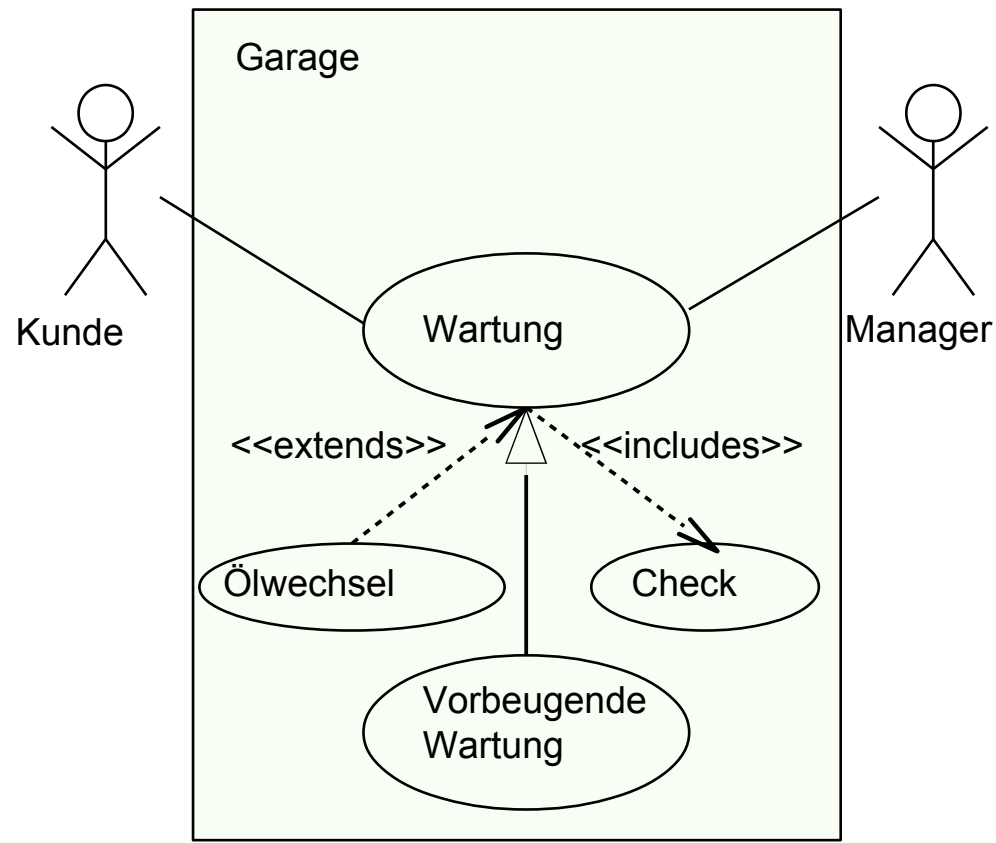 Garage
Kunde
Wartung
Manager
<<extends>>
<<includes>>
Ölwechsel
Check
Vorbeugende
Wartung